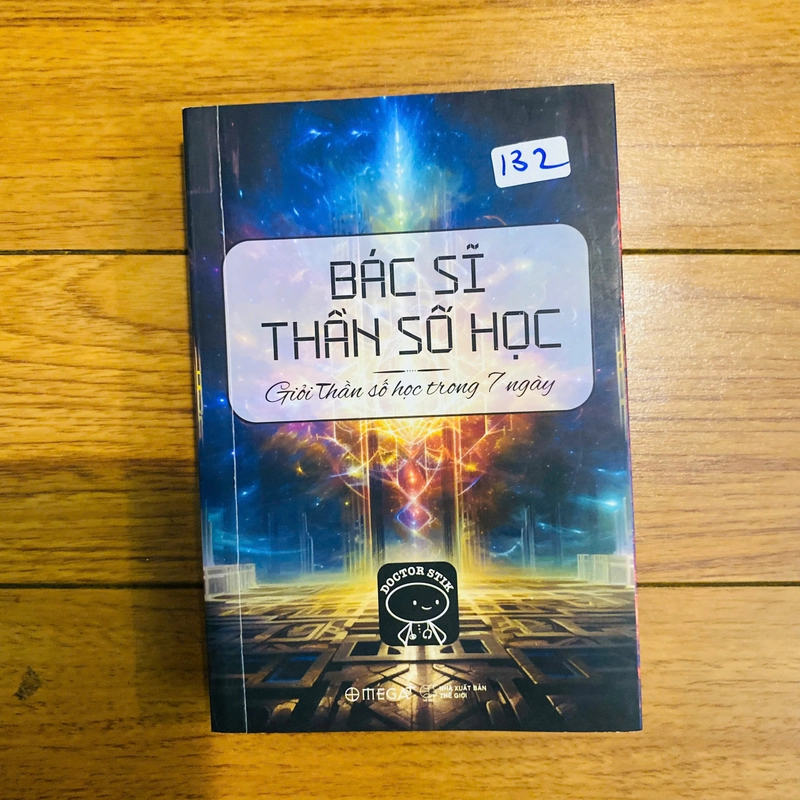 132
BÁC SĨ
THẦN SỐ HỌC
Giỏi Thần số học trong 7 ngày
DOCTOR STIK
OMEGA⁺
NHÀ XUẤT BẢN
THẾ GIỚI